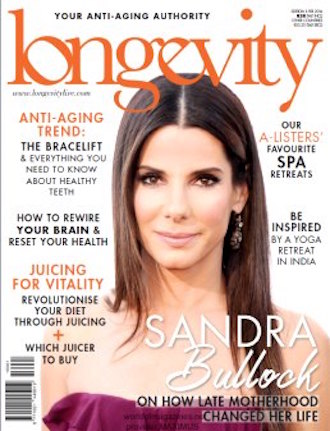 YOUR ANTI-AGING AUTHORITY
longevity
www.longevitylive.com
ANTI-AGING
TREND:
THE BRACELIFT
& EVERYTHING YOU
NEED TO KNOW
ABOUT HEALTHY
TEETH
HOW TO REWIRE
YOUR BRAIN &
RESET YOUR HEALTH
JUICING
FOR VITALITY
REVOLUTIONISE
YOUR DIET
THROUGH JUICING
+
WHICH JUICER
TO BUY
OUR
A-LISTERS'
FAVOURITE
SPA
RETREATS
BE
INSPIRED
BY A YOGA
RETREAT
IN INDIA
SANDRA
Bullock
ON HOW LATE MOTHERHOOD
CHANGED HER LIFE